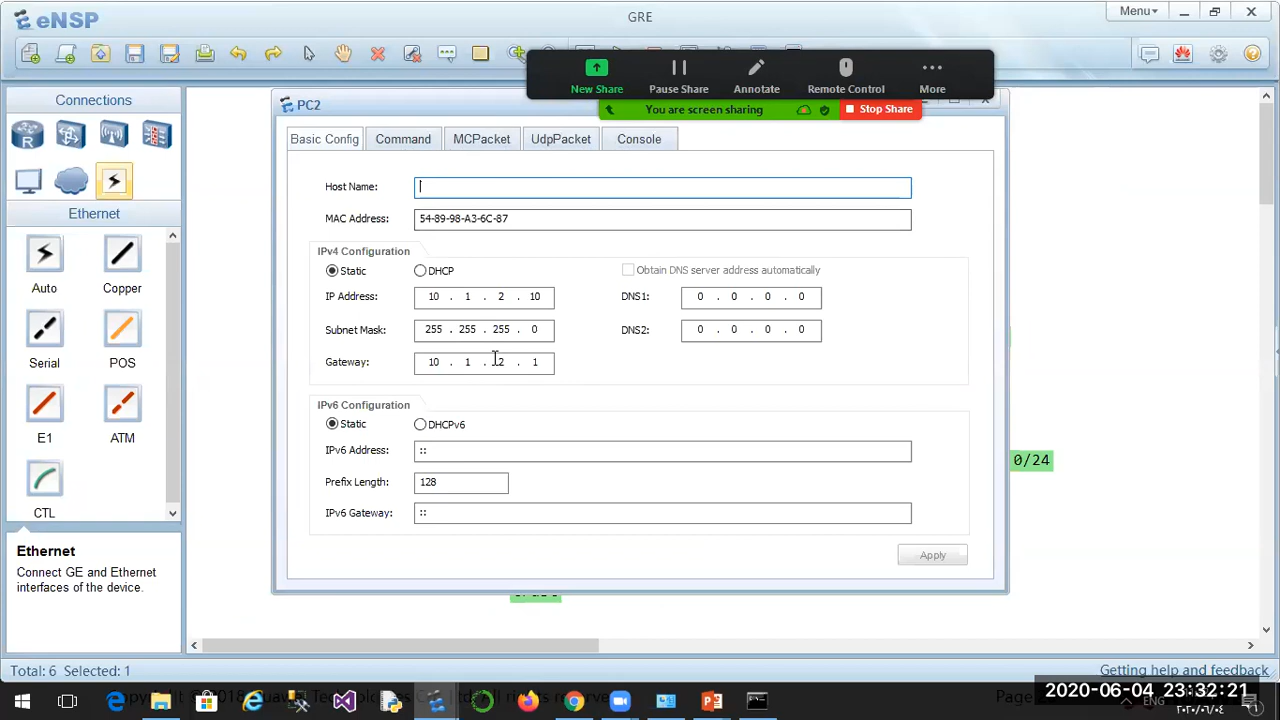 eNSP
GRE
Menu
New Share
Pause Share
Annotate
Remote Control
More
You are screen sharing
Stop Share
Connections
R
Ethernet
Auto
Copper
Serial
POS
E1
ATM
CTL
Ethernet
Connect GE and Ethernet
interfaces of the device.
PC2
Basic Config
Command
MCPacket
UdpPacket
Console
Host Name:
MAC Address: 54-89-98-A3-6C-87
IPv4 Configuration
Static DHCP Obtain DNS server address automatically
IP Address: 10 . 1 . 2 . 10 DNS1: 0 . 0 . 0 . 0
Subnet Mask: 255 . 255 . 255 . 0 DNS2: 0 . 0 . 0 . 0
Gateway: 10 . 1 . 2 . 1
IPv6 Configuration
Static DHCPv6
IPv6 Address: ::
Prefix Length: 128
IPv6 Gateway: ::
Apply
0/24
Total: 6 Selected: 1
Getting help and feedback
2020-06-04 23:32:21
ENG
٢٠٢٠/٠٦/٠٤